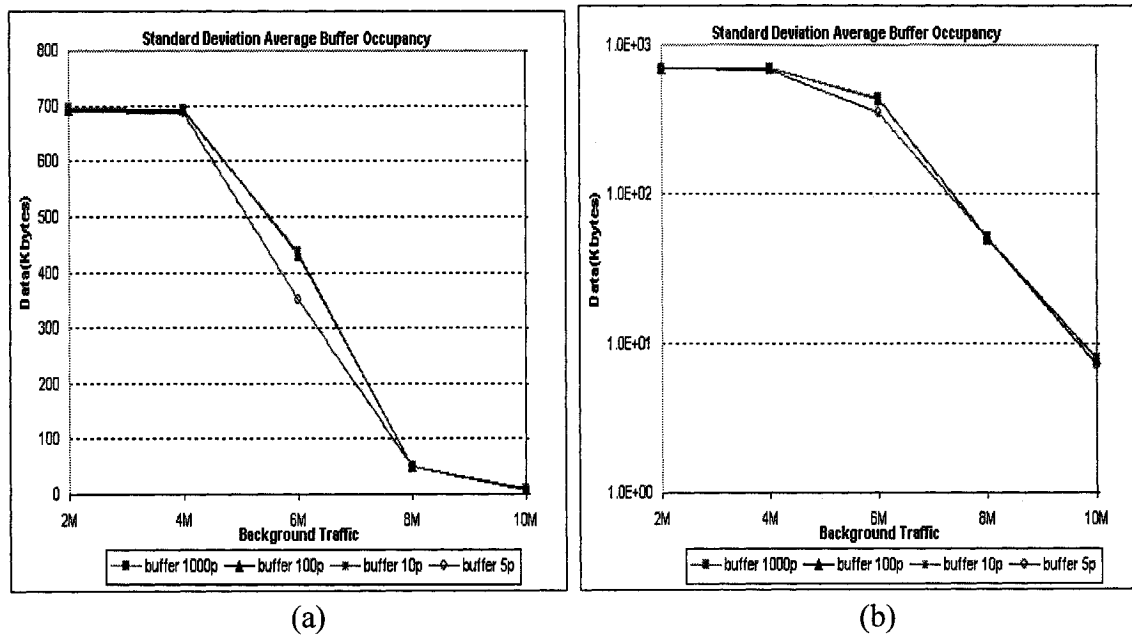 Standard Deviation Average Buffer Occupancy
800
700
600
500
400
300
200
100
0
Data(Kbytes)
2M 4M 6M 8M 10M
Background Traffic
buffer 1000p buffer 100p buffer 10p buffer 5p
(a)
Standard Deviation Average Buffer Occupancy
1.0E+03
1.0E+02
1.0E+01
1.0E+00
Data(Kbytes)
2M 4M 6M 8M 10M
Background Traffic
buffer 1000p buffer 100p buffer 10p buffer 5p
(b)